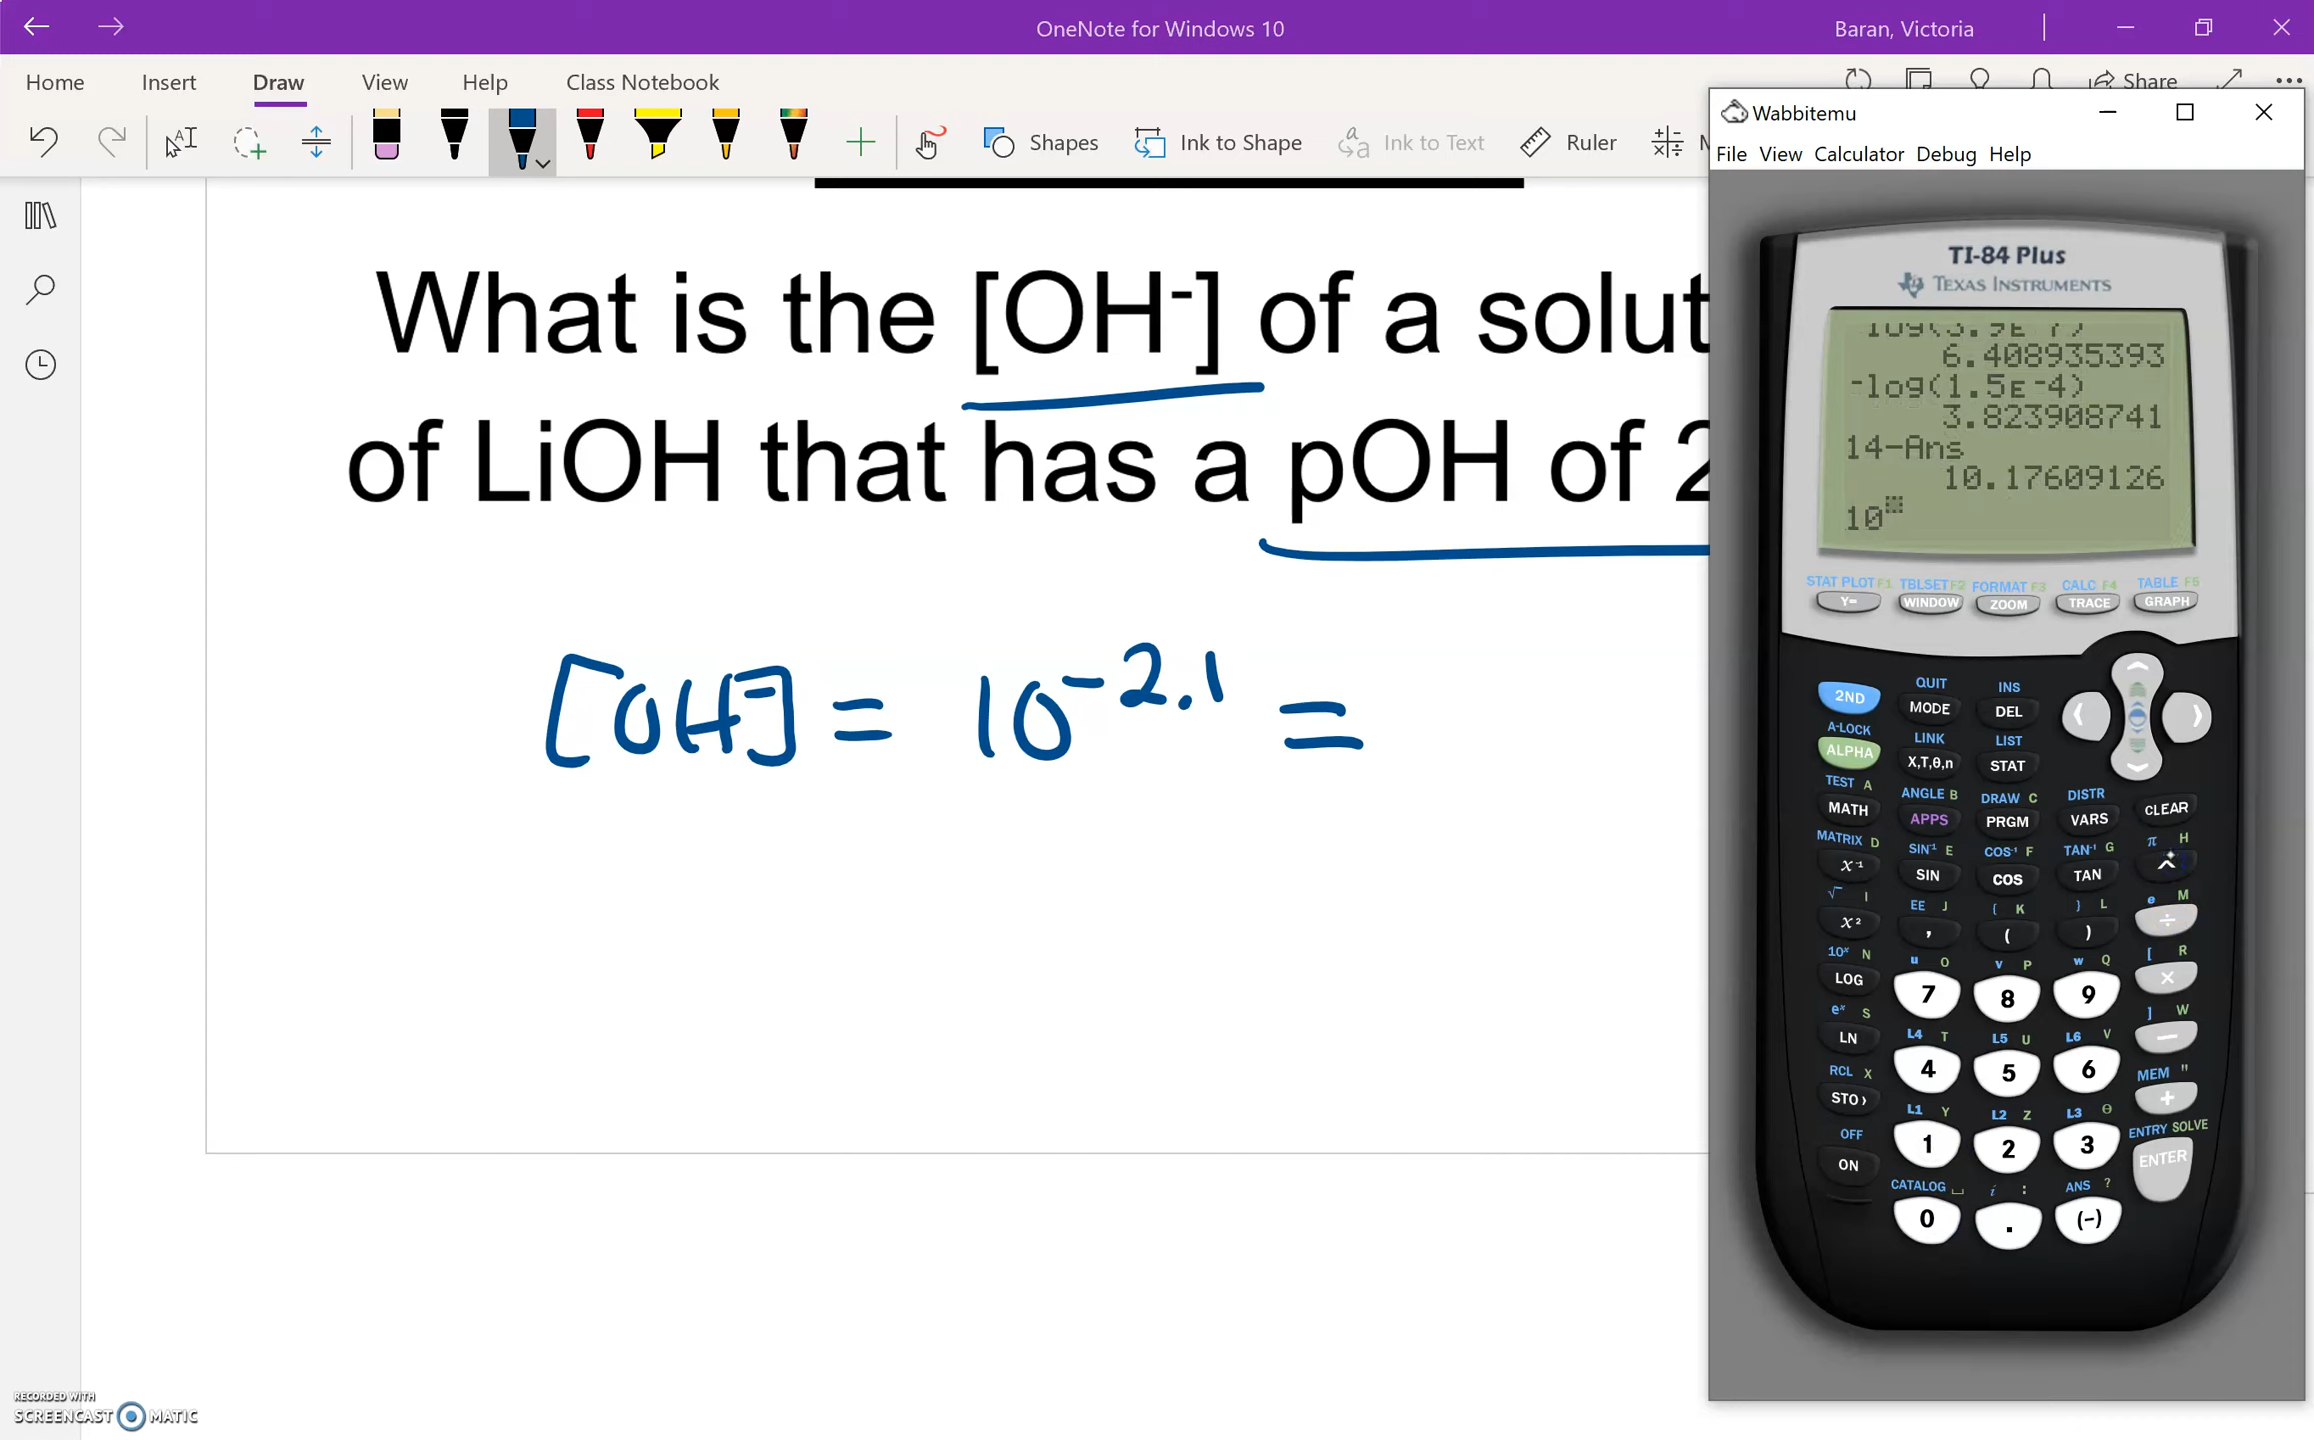 OneNote for Windows 10
Baran, Victoria
Home Insert Draw View Help Class Notebook
Share
Shapes Ink to Shape Ink to Text Ruler
What is the [OH-] of a solut
of LiOH that has a pOH of 2
[OH-] = 10^-2.1 =
Wabbitemu
File View Calculator Debug Help
TI-84 Plus
TEXAS INSTRUMENTS
6.408935393
-log(1.5E-4)
3.823908741
14-Ans
10.17609126
10
STAT PLOT F1 TBLSET F2 FORMAT F3 CALC F4 TABLE F5
Y= WINDOW ZOOM TRACE GRAPH
QUIT INS
2ND MODE DEL
A-LOCK LINK LIST
ALPHA X,T,θ,n STAT
TEST A ANGLE B DRAW C DISTR
MATH APPS PRGM VARS CLEAR
MATRIX D SIN-1 E COS-1 F TAN-1 G π H
x-1 SIN COS TAN ^
√ I EE J { K } L e M
x² , ( ) ÷
10ˣ N u O v P w Q [ R
LOG 7 8 9 ×
eˣ S L4 T L5 U L6 V ] W
LN 4 5 6 −
RCL X L1 Y L2 Z L3 θ MEM "
STO› 1 2 3 +
OFF ENTRY SOLVE
ON ENTER
CATALOG ⎵ i : ANS ?
0 . (-)
RECORDED WITH
SCREENCAST MATIC